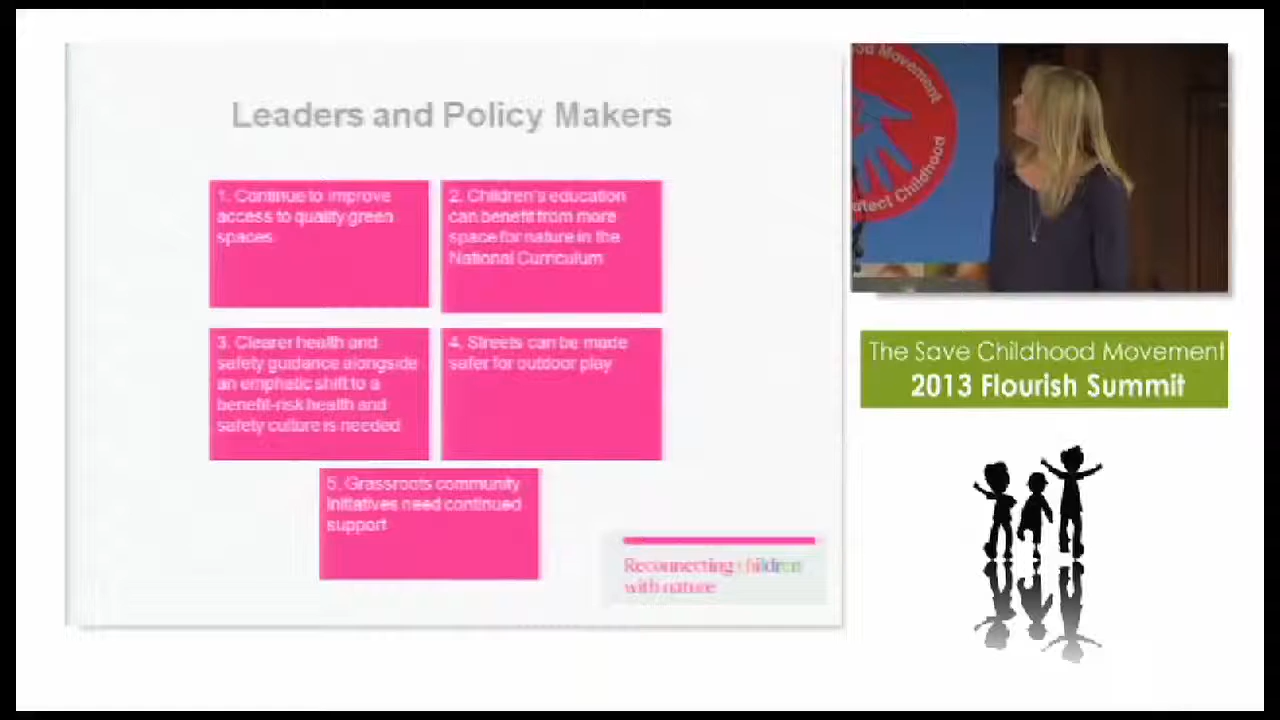 Leaders and Policy Makers
1. Continue to improve
access to quality green
spaces
2. Children's education
can benefit from more
space for nature in the
National Curriculum
3. Clearer health and
safety guidance alongside
an emphatic shift to a
benefit-risk health and
safety culture is needed
4. Streets can be made
safer for outdoor play
5. Grassroots community
initiatives need continued
support
Reconnecting children
with nature
Movement
Childhood
The Save Childhood Movement
2013 Flourish Summit